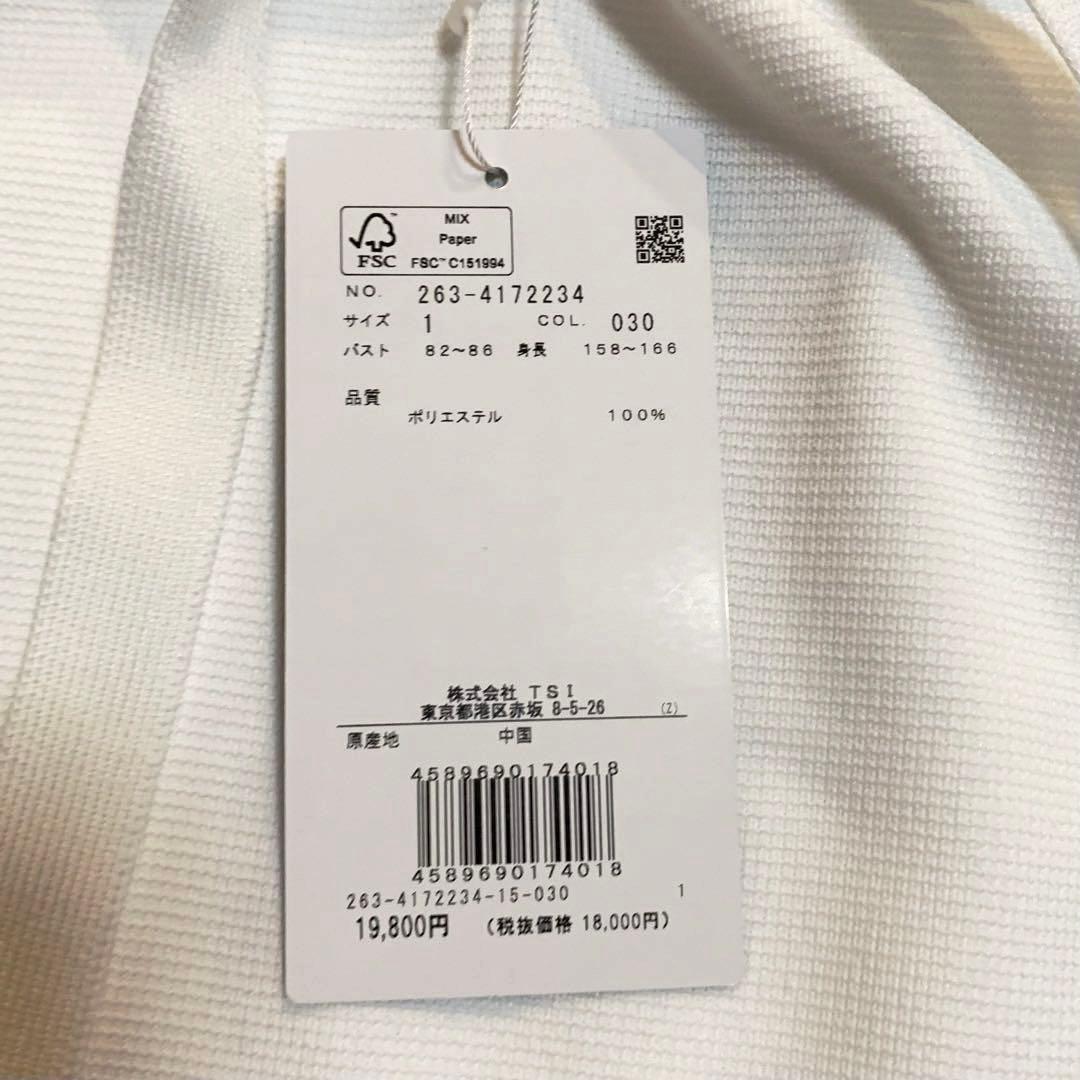 MIX
Paper
FSC™ C151994
FSC™
NO. 263-4172234
サイズ 1 COL. 030
バスト 82〜86 身長 158〜166
品質
ポリエステル 100%
株式会社 TSI
東京都港区赤坂 8-5-26 (Z)
原産地 中国
4589690174018
4589690174018
263-4172234-15-030 1
19,800円 (税抜価格 18,000円)